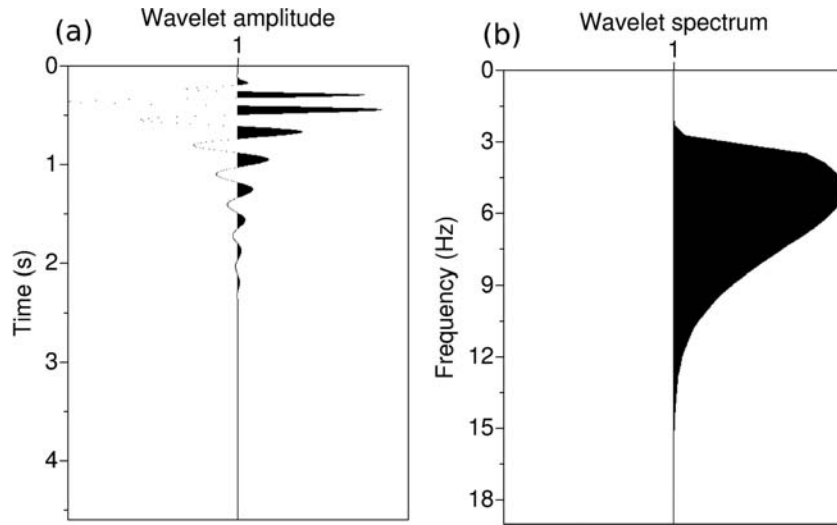 (a)
Wavelet amplitude
1
0
1
2
3
4
Time (s)
(b)
Wavelet spectrum
1
0
3
6
9
12
15
18
Frequency (Hz)